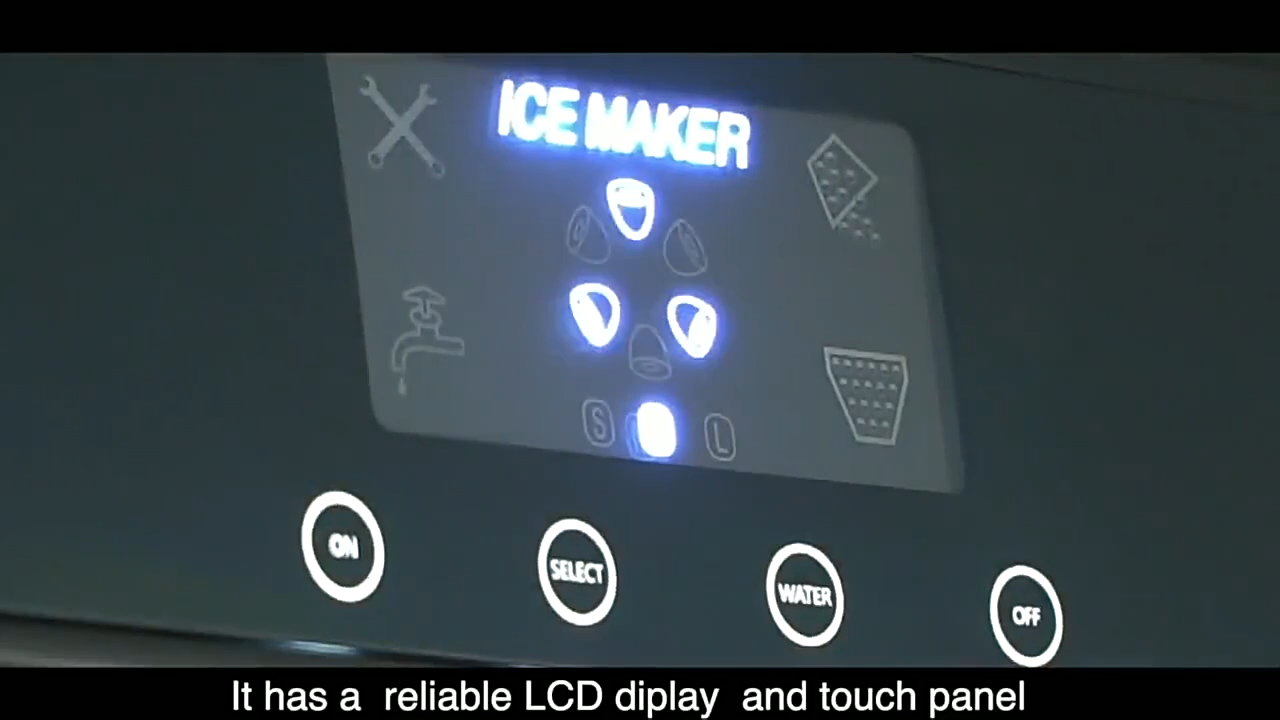 ICE MAKER
S
L
ON
SELECT
WATER
OFF
It has a reliable LCD diplay and touch panel